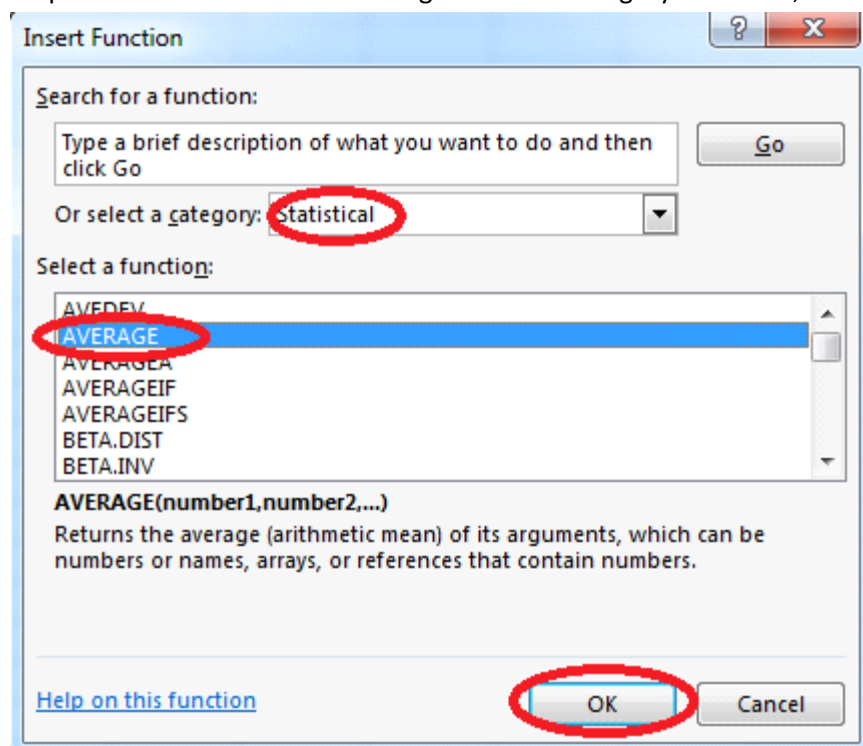 Insert Function
? X
Search for a function:
Type a brief description of what you want to do and then
click Go
Go
Or select a category: Statistical
Select a function:
AVEDEV
AVERAGE
AVERAGEA
AVERAGEIF
AVERAGEIFS
BETA.DIST
BETA.INV
AVERAGE(number1,number2,...)
Returns the average (arithmetic mean) of its arguments, which can be
numbers or names, arrays, or references that contain numbers.
Help on this function
OK
Cancel